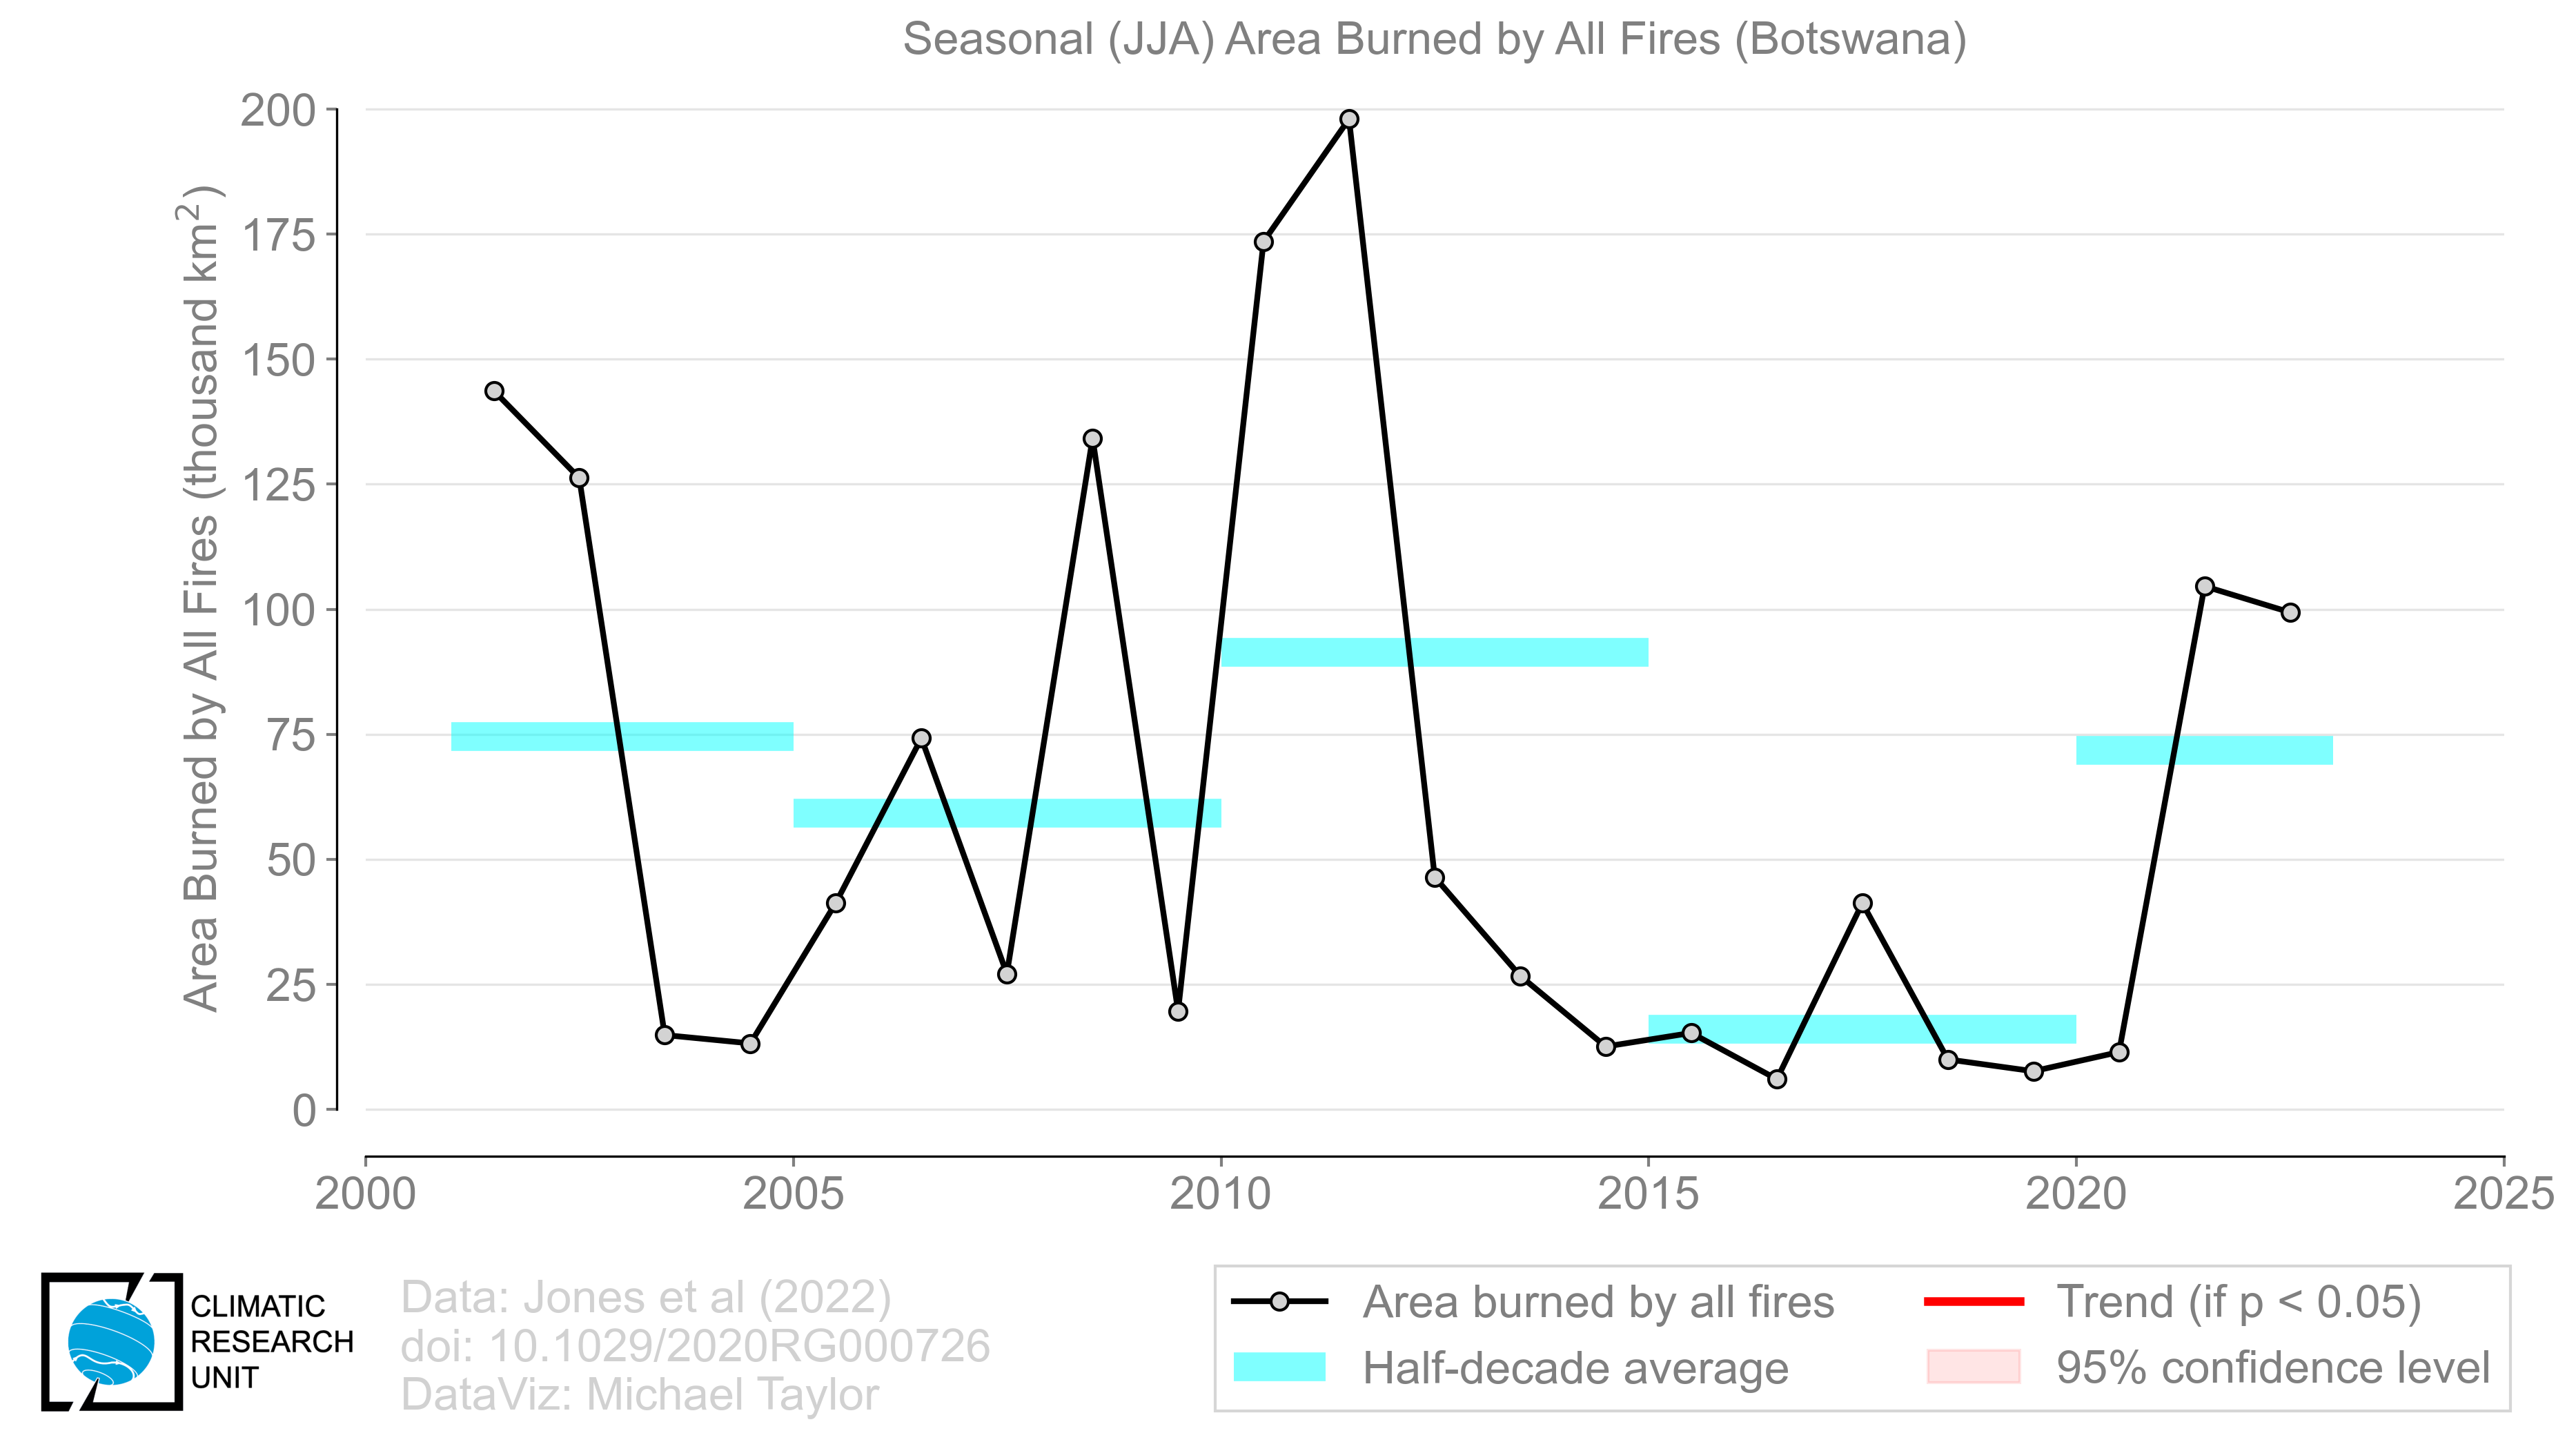 Seasonal (JJA) Area Burned by All Fires (Botswana)
Area Burned by All Fires (thousand km²)
200
175
150
125
100
75
50
25
0
2000 2005 2010 2015 2020 2025
CLIMATIC
RESEARCH
UNIT
Data: Jones et al (2022)
doi: 10.1029/2020RG000726
DataViz: Michael Taylor
Area burned by all fires
Half-decade average
Trend (if p < 0.05)
95% confidence level